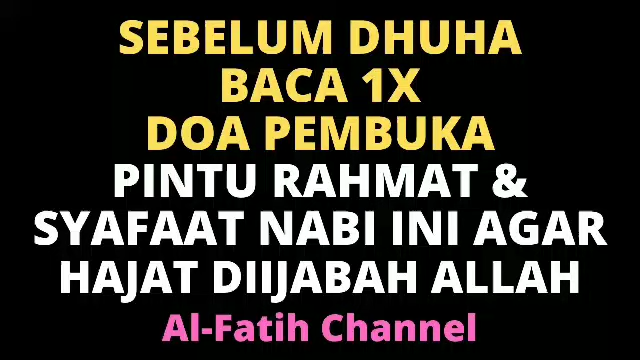 SEBELUM DHUHA
BACA 1X
DOA PEMBUKA
PINTU RAHMAT &
SYAFAAT NABI INI AGAR
HAJAT DIIJABAH ALLAH
Al-Fatih Channel